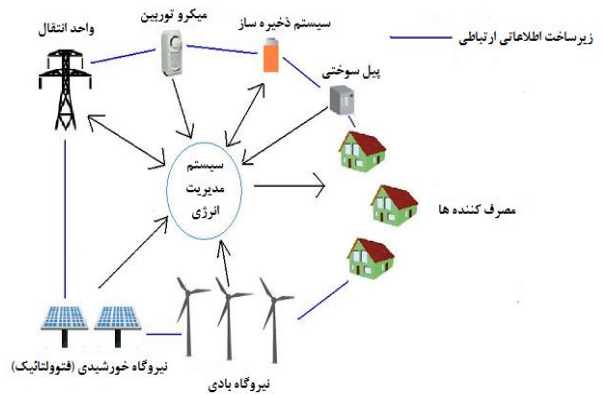 سیستم ذخیره ساز
میکرو توربین
واحد انتقال
زیرساخت اطلاعاتی ارتباطی
پیل سوختی
سیستم
مدیریت
انرژی
مصرف کننده ها
نیروگاه خورشیدی (فتوولتائیک)
نیروگاه بادی